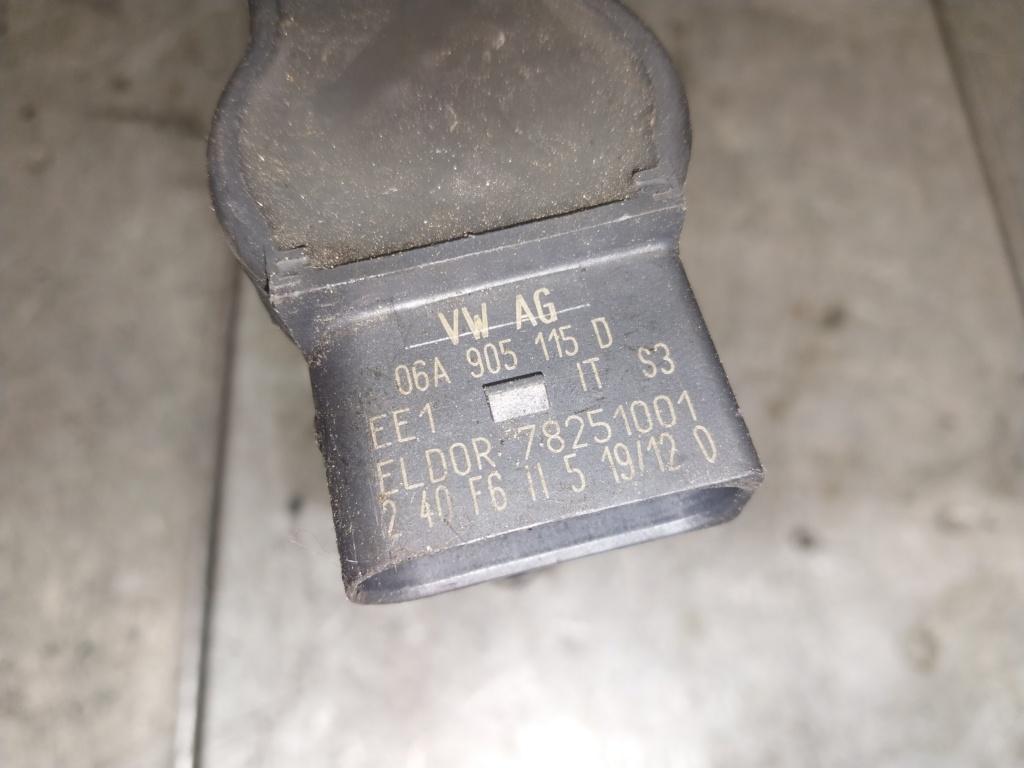 VW AG
06A 905 115 D
EE1 IT S3
ELDOR 78251001
2 40 F6 11 5 19/12 0